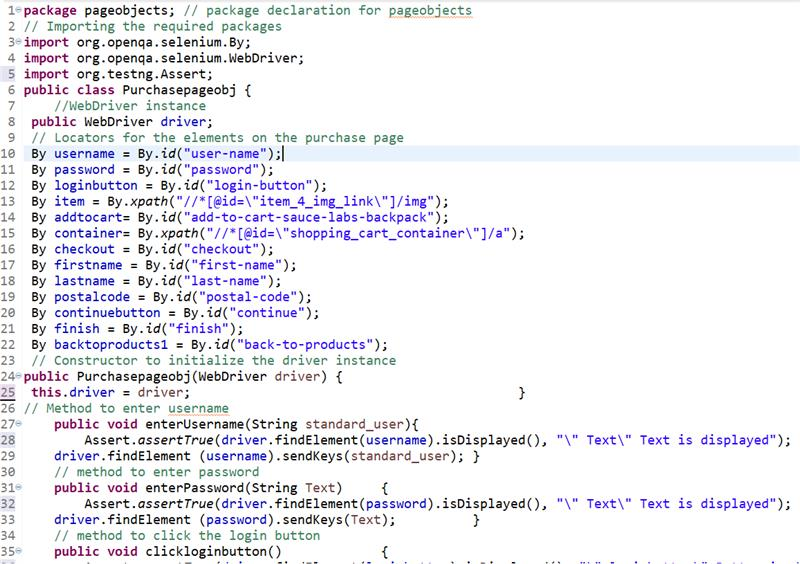 1 package pageobjects; // package declaration for pageobjects
2 // Importing the required packages
3 import org.openqa.selenium.By;
4 import org.openqa.selenium.WebDriver;
5 import org.testng.Assert;
6 public class Purchasepageobj {
7 //WebDriver instance
8 public WebDriver driver;
9 // Locators for the elements on the purchase page
10 By username = By.id("user-name");
11 By password = By.id("password");
12 By loginbutton = By.id("login-button");
13 By item = By.xpath("//*[@id=\"item_4_img_link\"]/img");
14 By addtocart= By.id("add-to-cart-sauce-labs-backpack");
15 By container= By.xpath("//*[@id=\"shopping_cart_container\"]/a");
16 By checkout = By.id("checkout");
17 By firstname = By.id("first-name");
18 By lastname = By.id("last-name");
19 By postalcode = By.id("postal-code");
20 By continuebutton = By.id("continue");
21 By finish = By.id("finish");
22 By backtoproducts1 = By.id("back-to-products");
23 // Constructor to initialize the driver instance
24 public Purchasepageobj(WebDriver driver) {
25 this.driver = driver; }
26 // Method to enter username
27 public void enterUsername(String standard_user){
28 Assert.assertTrue(driver.findElement(username).isDisplayed(), "\" Text\" Text is displayed");
29 driver.findElement (username).sendKeys(standard_user); }
30 // method to enter password
31 public void enterPassword(String Text) {
32 Assert.assertTrue(driver.findElement(password).isDisplayed(), "\" Text\" Text is displayed");
33 driver.findElement (password).sendKeys(Text); }
34 // method to click the login button
35 public void clickloginbutton() {